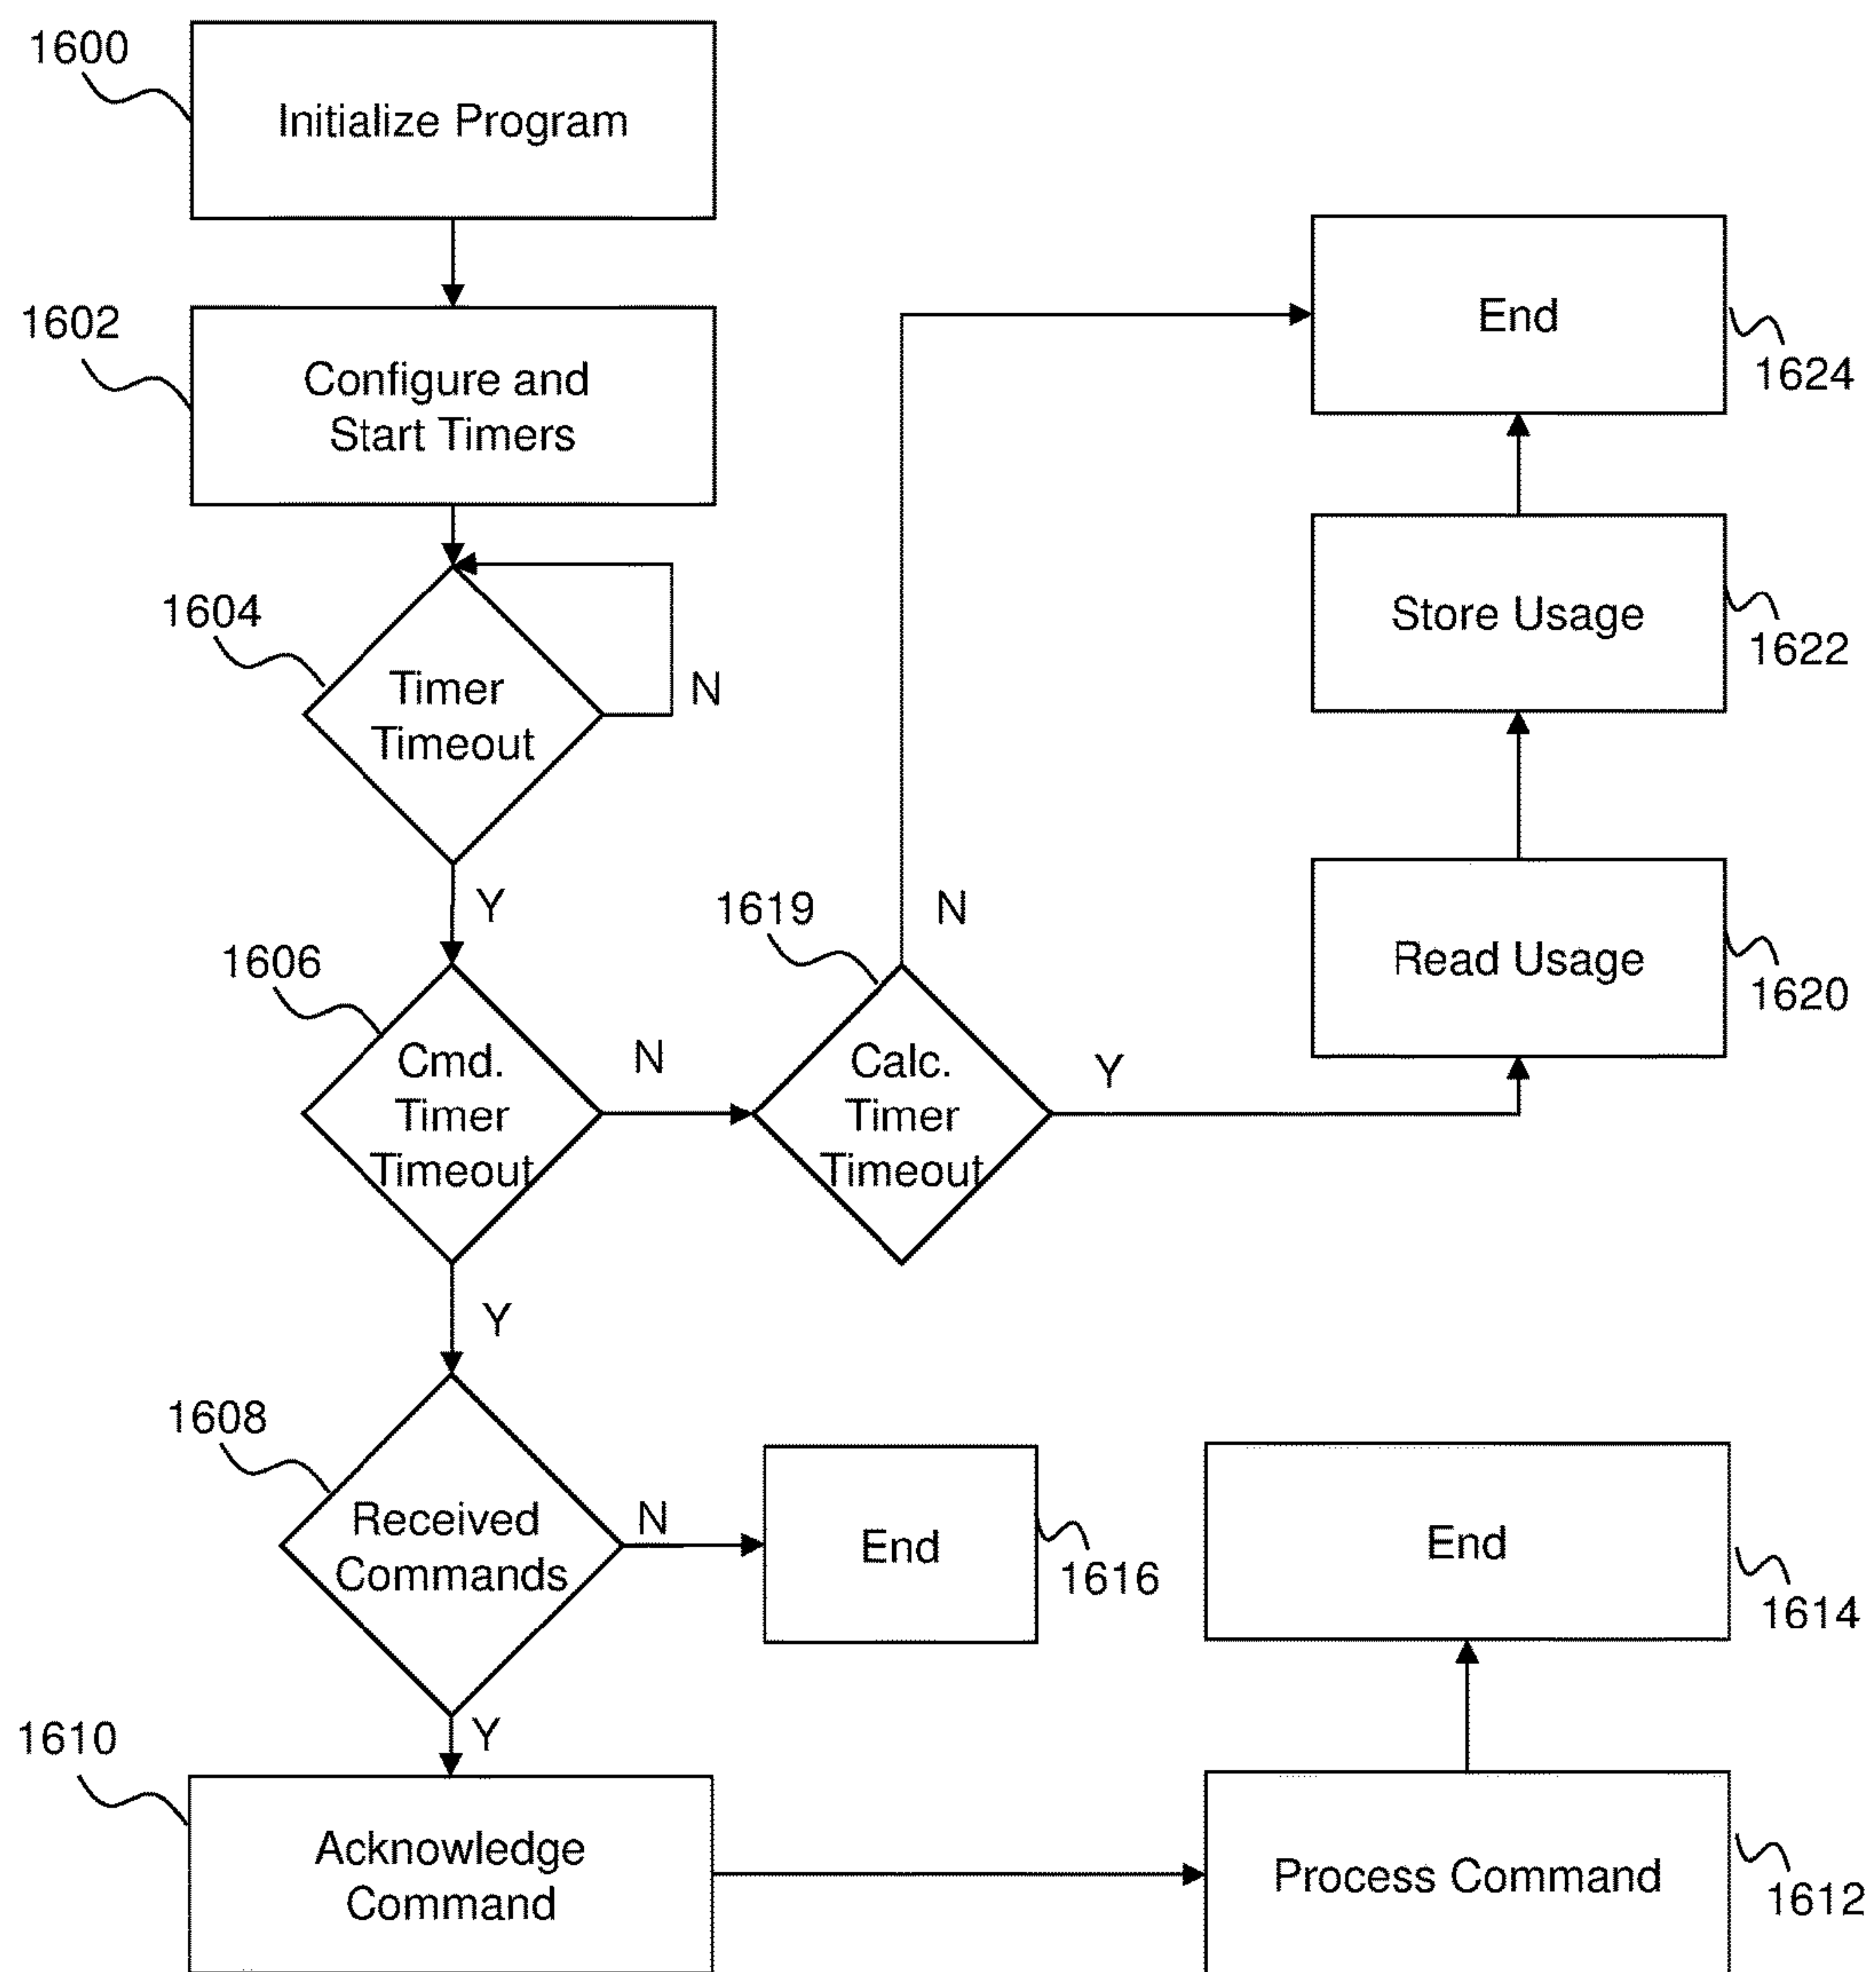 1600
Initialize Program
1602
Configure and
Start Timers
End
1624
1604
Timer
Timeout
N
Store Usage
1622
Y
1619
N
Read Usage
1620
1606
Cmd.
Timer
Timeout
N
Calc.
Timer
Timeout
Y
Y
1608
Received
Commands
N
End
1616
End
1614
Y
1610
Acknowledge
Command
Process Command
1612